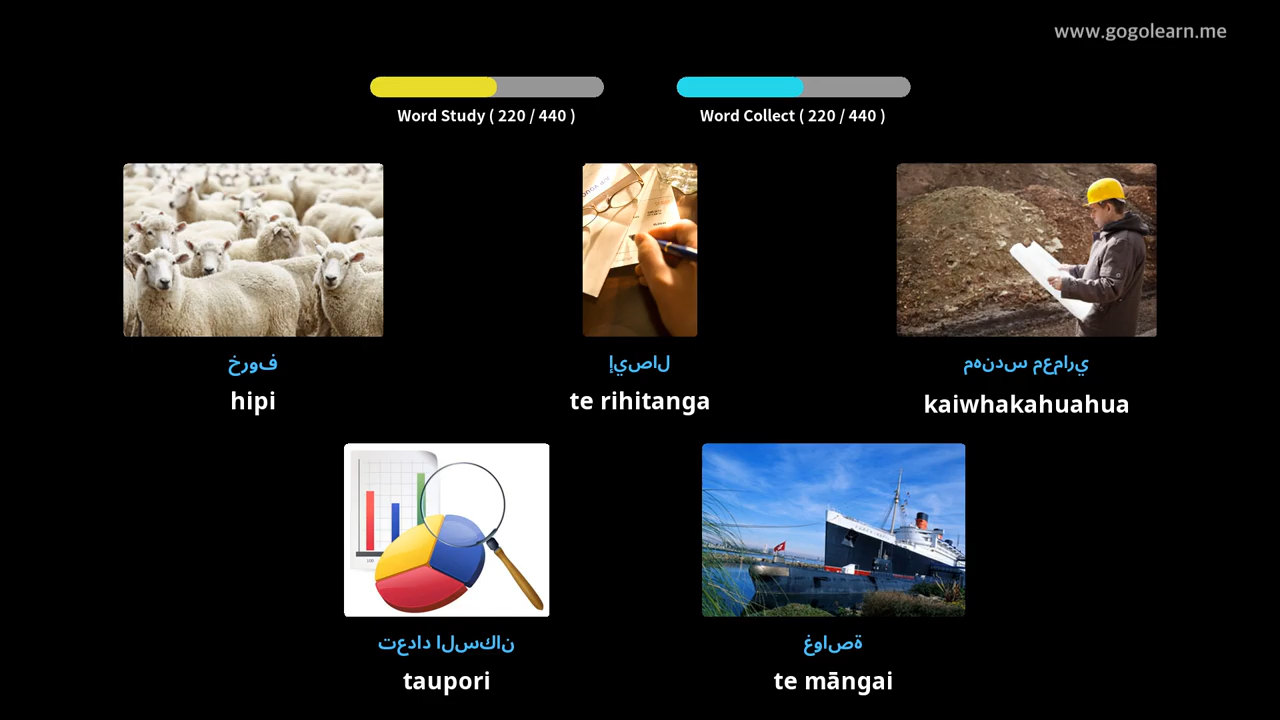 www.gogolearn.me
Word Study ( 220 / 440 )
Word Collect ( 220 / 440 )
خروف
إيصال
مهندس معماري
hipi
te rihitanga
kaiwhakahuahua
تعداد السكان
غواصة
taupori
te māngai